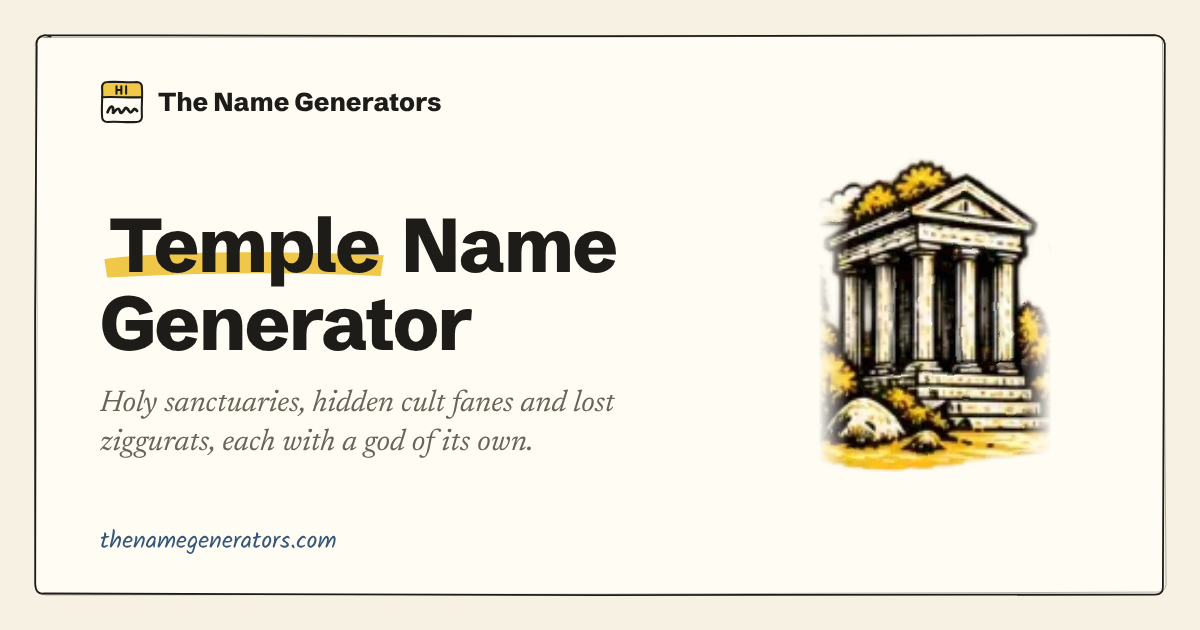 HI
The Name Generators
Temple Name
Generator
Holy sanctuaries, hidden cult fanes and lost
ziggurats, each with a god of its own.
thenamegenerators.com